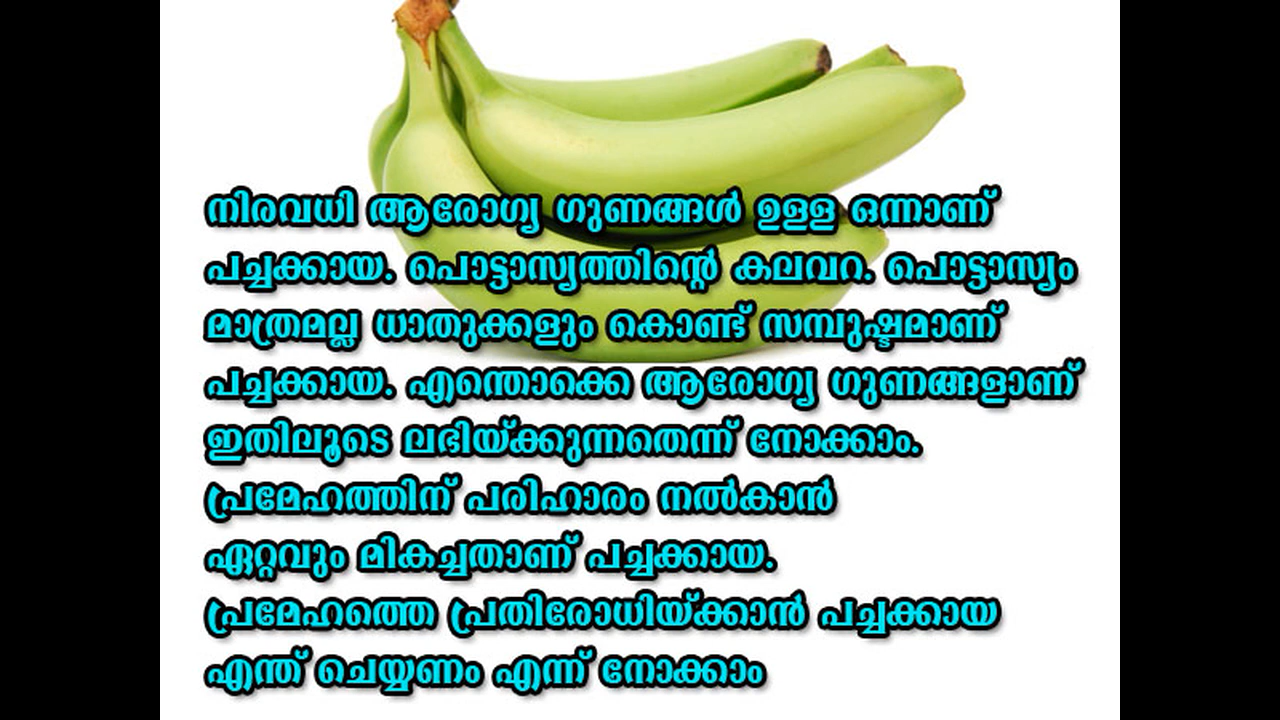 നിരവധി ആരോഗ്യ ഗുണങ്ങൾ ഉളള ഒന്നാണ്
പച്ചക്കായ. പൊട്ടാസ്യത്തിന്റെ കലവറ. പൊട്ടാസ്യം
മാത്രമല്ല ധാതുക്കളും കൊണ്ട് സമ്പുഷ്ടമാണ്
പച്ചക്കായ. എന്തൊക്കെ ആരോഗ്യ ഗുണങ്ങളാണ്
ഇതിലൂടെ ലഭിയ്ക്കുന്നതെന്ന് നോക്കാം.
പ്രമേഹത്തിന് പരിഹാരം നൽകാൻ
ഏറ്റവും മികച്ചതാണ് പച്ചക്കായ.
പ്രമേഹത്തെ പ്രതിരോധിയ്ക്കാൻ പച്ചക്കായ
എന്ത് ചെയ്യണം എന്ന് നോക്കാം